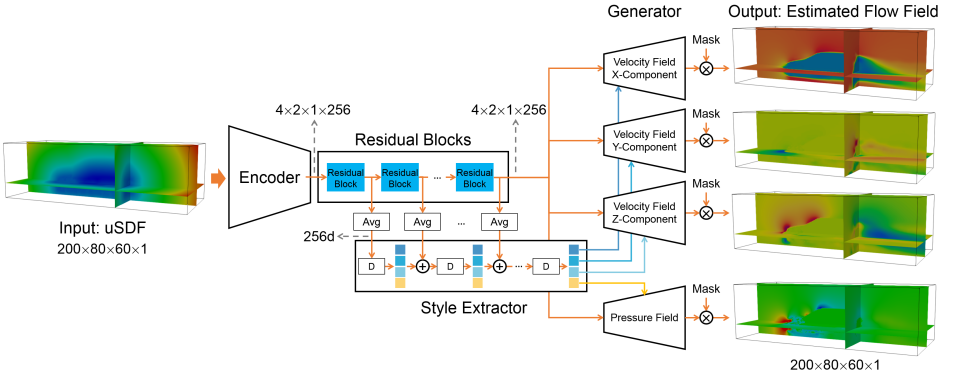 Generator
Output: Estimated Flow Field
Mask
Velocity Field
X-Component
4×2×1×256
4×2×1×256
Mask
Residual Blocks
Velocity Field
Y-Component
Encoder
Residual
Block
Residual
Block
...
Residual
Block
Mask
Velocity Field
Z-Component
Input: uSDF
200×80×60×1
Avg
Avg
...
Avg
256d
D
D
...
D
Mask
Style Extractor
Pressure Field
200×80×60×1